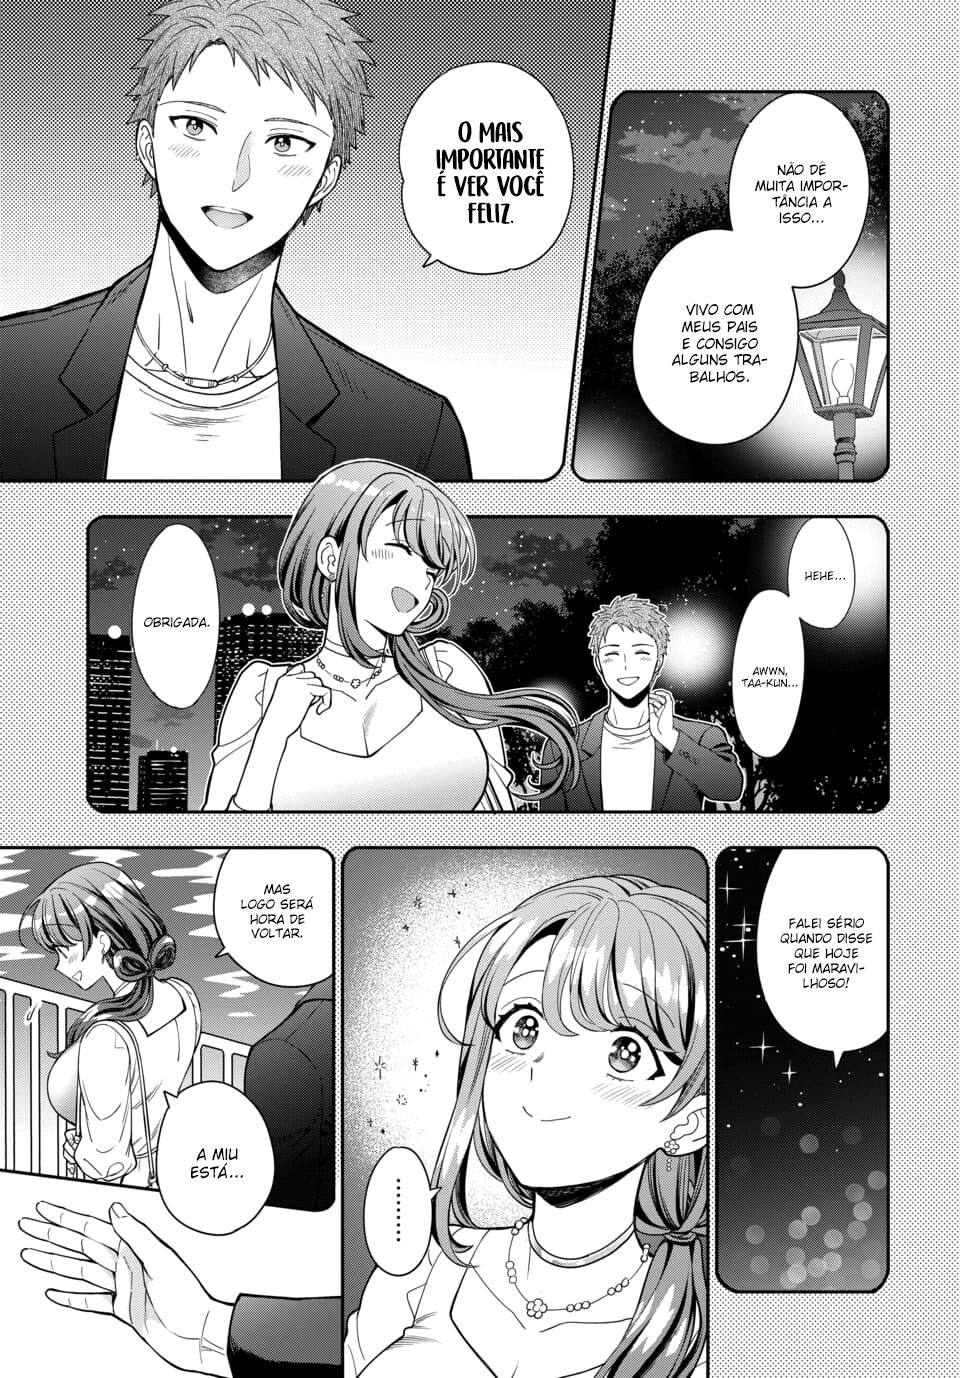 NÃO DÊ
MUITA IMPOR-
TÂNCIA A
ISSO...
VIVO COM
MEUS PAIS
E CONSIGO
ALGUNS TRA-
BALHOS.
O MAIS
IMPORTANTE
É VER VOCÊ
FELIZ.
HEHE...
AWWN,
TAA-KUN...
OBRIGADA.
FALEI SÉRIO
QUANDO DISSE
QUE HOJE
FOI MARAVI-
LHOSO!
.........
MAS
LOGO SERÁ
HORA DE
VOLTAR.
A MIU
ESTÁ...